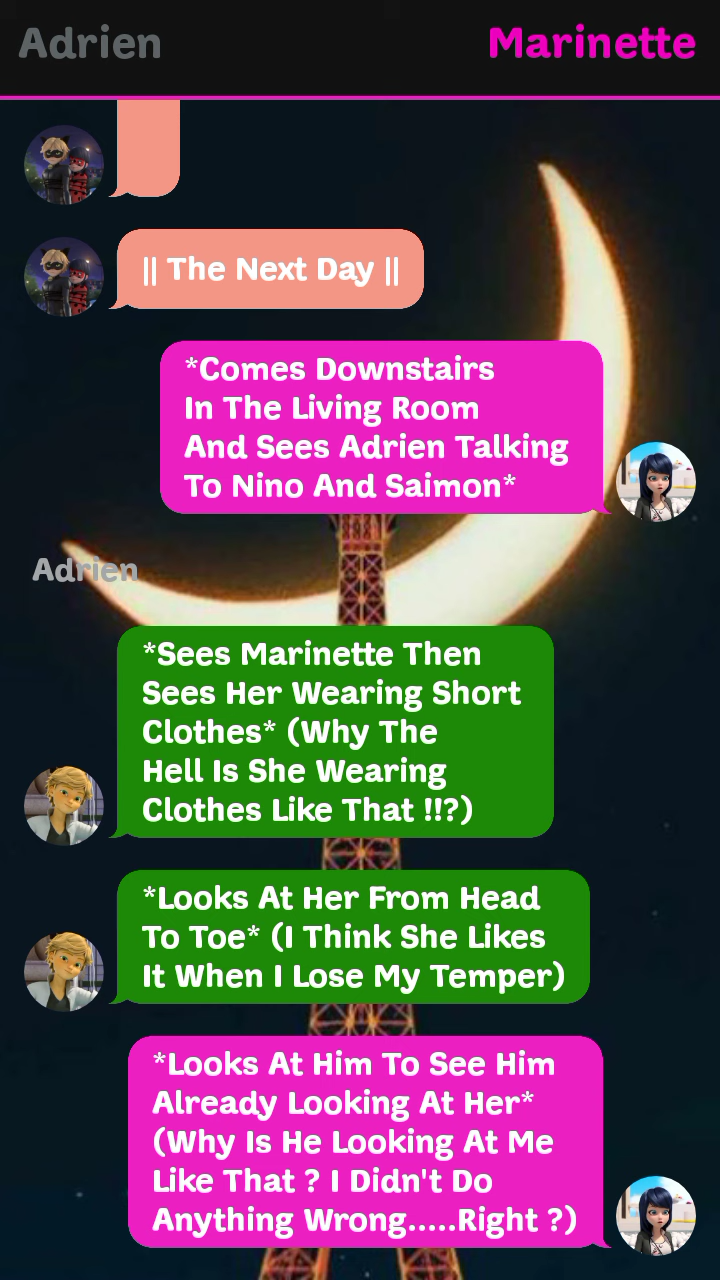 Adrien
Marinette
|| The Next Day ||
*Comes Downstairs
In The Living Room
And Sees Adrien Talking
To Nino And Saimon*
Adrien
*Sees Marinette Then
Sees Her Wearing Short
Clothes* (Why The
Hell Is She Wearing
Clothes Like That !!?)
*Looks At Her From Head
To Toe* (I Think She Likes
It When I Lose My Temper)
*Looks At Him To See Him
Already Looking At Her*
(Why Is He Looking At Me
Like That ? I Didn't Do
Anything Wrong.....Right ?)